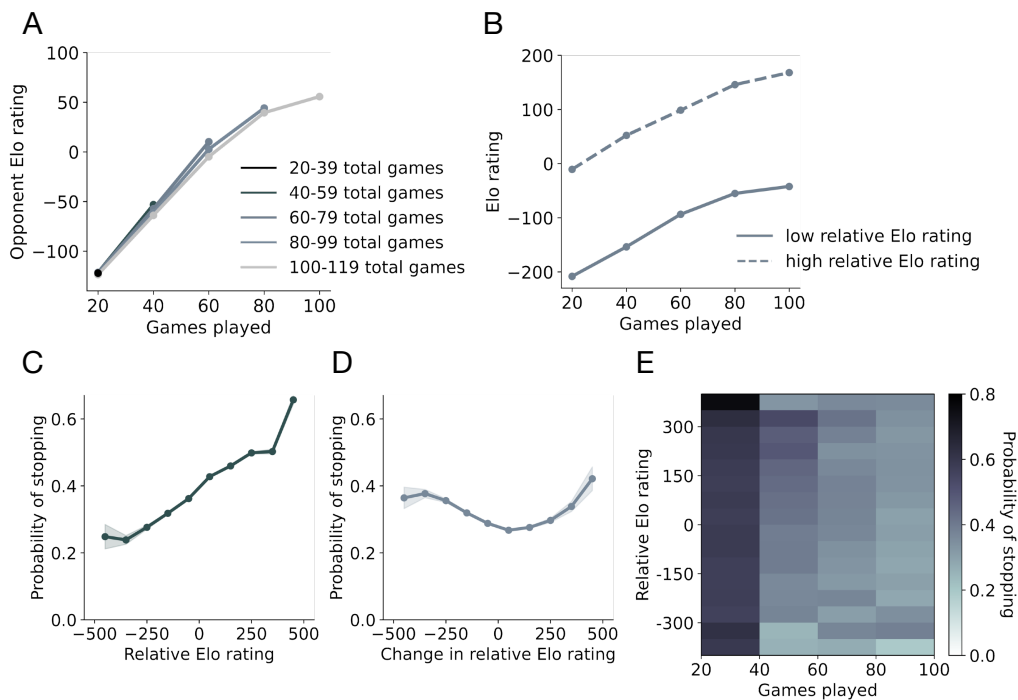 A
Opponent Elo rating
100
50
0
−50
−100
20 40 60 80 100
Games played
20-39 total games
40-59 total games
60-79 total games
80-99 total games
100-119 total games
B
Elo rating
200
100
0
−100
−200
20 40 60 80 100
Games played
low relative Elo rating
high relative Elo rating
C
Probability of stopping
0.6
0.4
0.2
0.0
−500 −250 0 250 500
Relative Elo rating
D
Probability of stopping
0.6
0.4
0.2
0.0
−500 −250 0 250 500
Change in relative Elo rating
E
Relative Elo rating
300
150
0
-150
-300
20 40 60 80 100
Games played
0.8
0.6
0.4
0.2
0.0
Probability of stopping